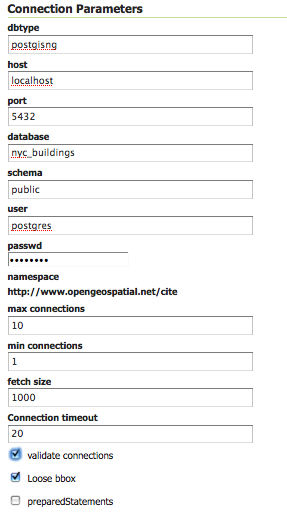 Connection Parameters
dbtype
postgisng
host
localhost
port
5432
database
nyc_buildings
schema
public
user
postgres
passwd
••••••••
namespace
http://www.opengeospatial.net/cite
max connections
10
min connections
1
fetch size
1000
Connection timeout
20
validate connections
Loose bbox
preparedStatements